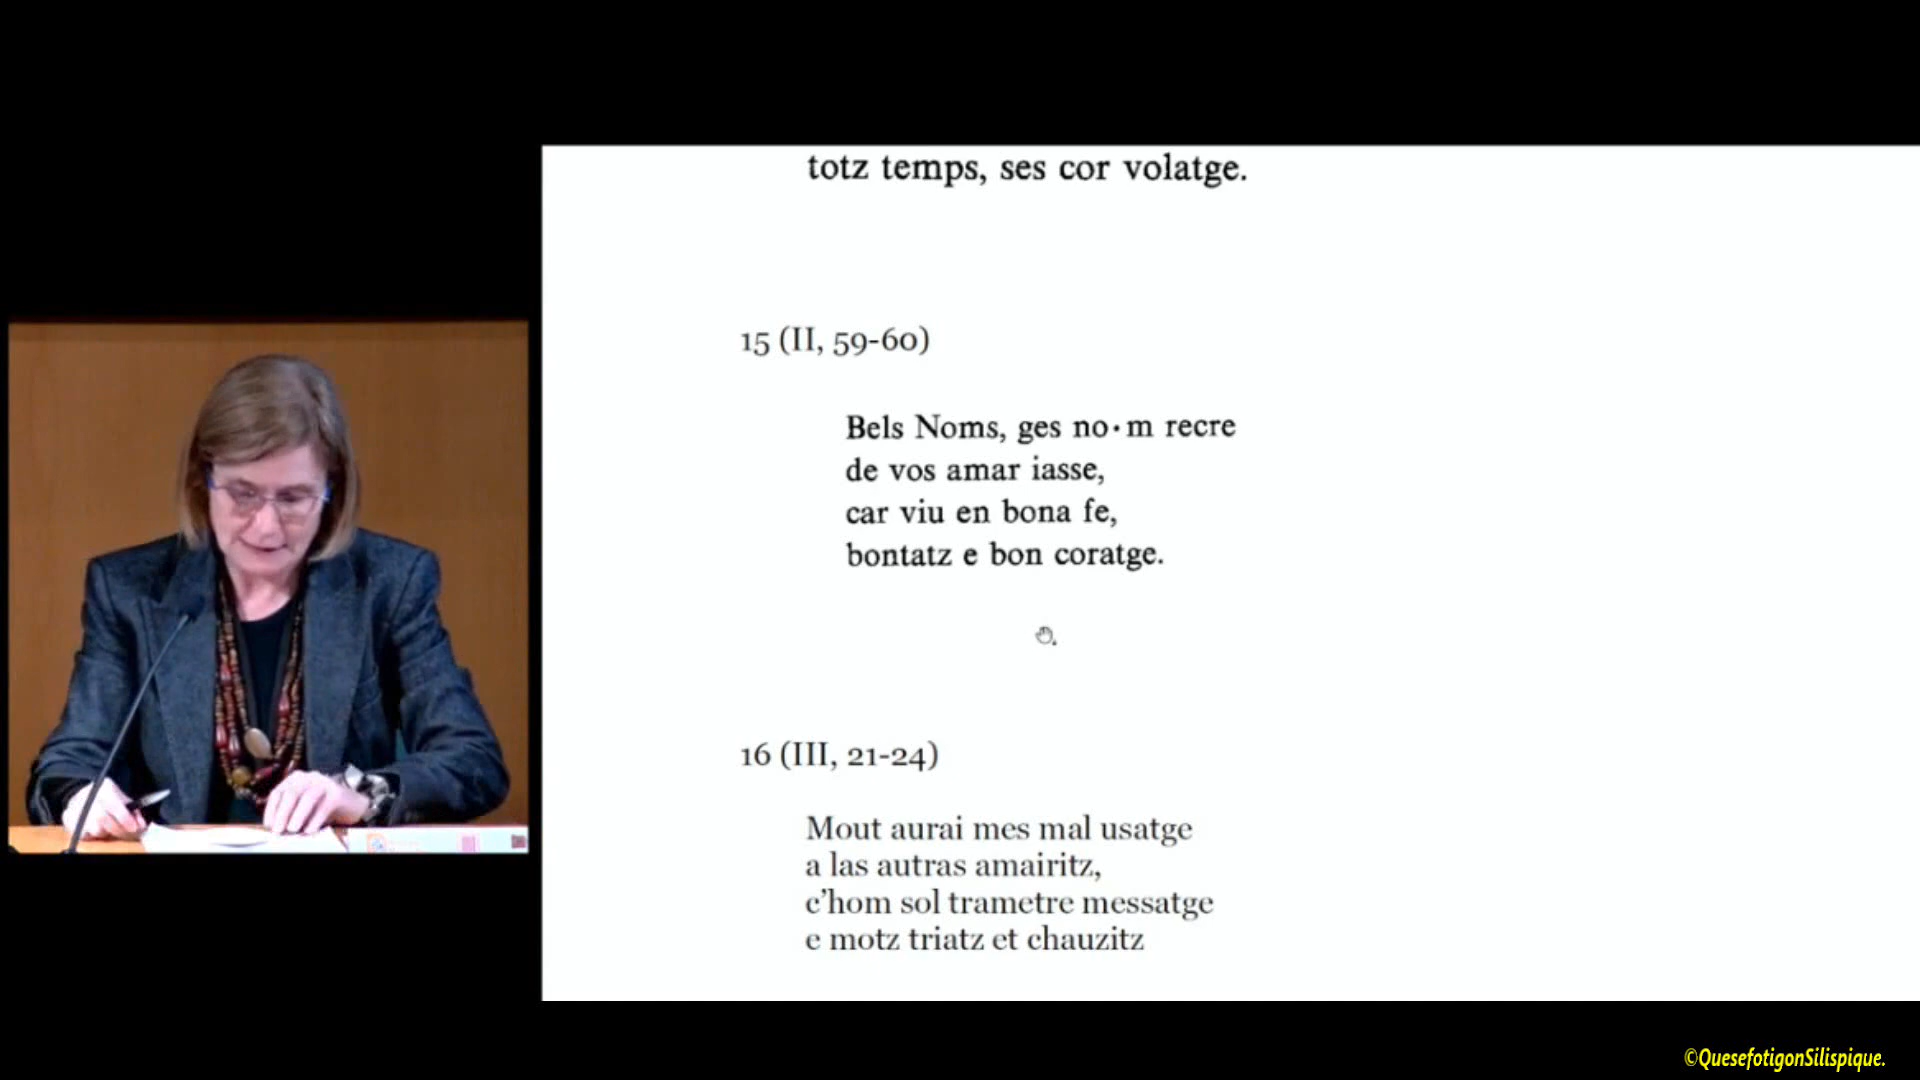 totz temps, ses cor volatge.
15 (II, 59-60)
Bels Noms, ges no·m recre
de vos amar iasse,
car viu en bona fe,
bontatz e bon coratge.
16 (III, 21-24)
Mout aurai mes mal usatge
a las autras amairitz,
c’hom sol trametre messatge
e motz triatz et chauzitz
©QuesefotigonSilispique.